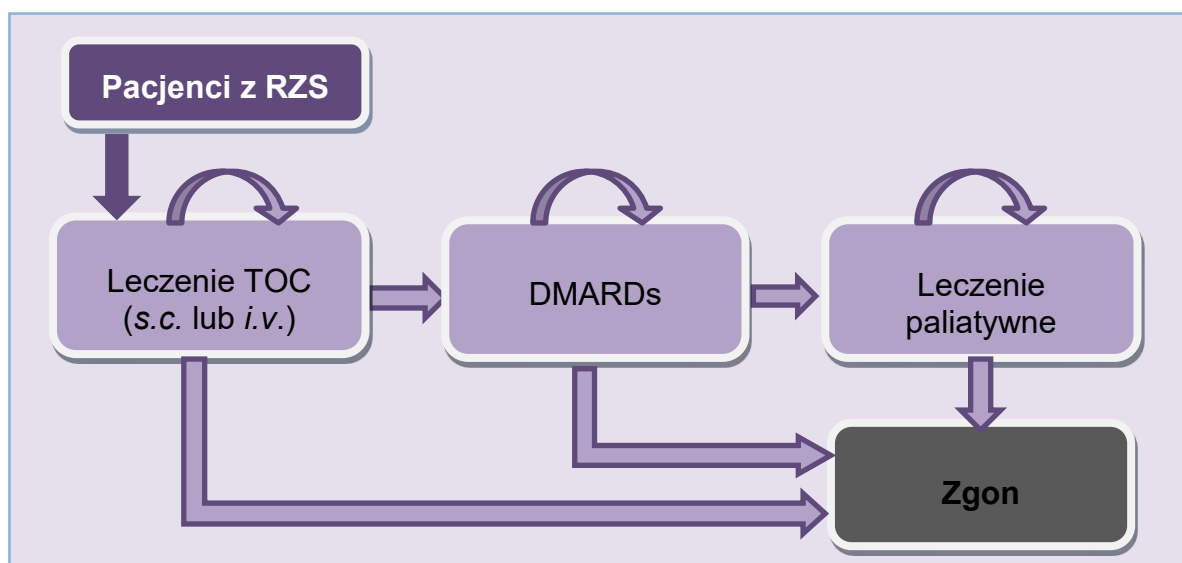 Pacjenci z RZS
Leczenie TOC
(s.c. lub i.v.)
DMARDs
Leczenie
paliatywne
Zgon